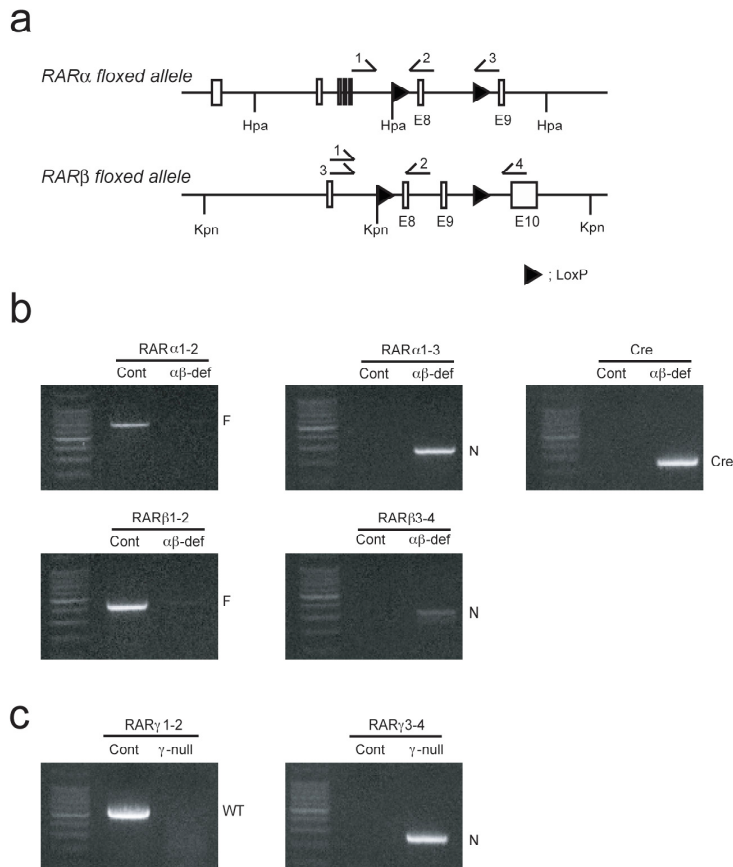 a
1 2 3
RARα floxed allele
Hpa Hpa E8 E9 Hpa
1
3 2 4
RARβ floxed allele
Kpn Kpn E8 E9 E10 Kpn
; LoxP
b
RARα1-2 RARα1-3 Cre
Cont αβ-def Cont αβ-def Cont αβ-def
F N Cre
RARβ1-2 RARβ3-4
Cont αβ-def Cont αβ-def
F N
c
RARγ1-2 RARγ3-4
Cont γ-null Cont γ-null
WT N